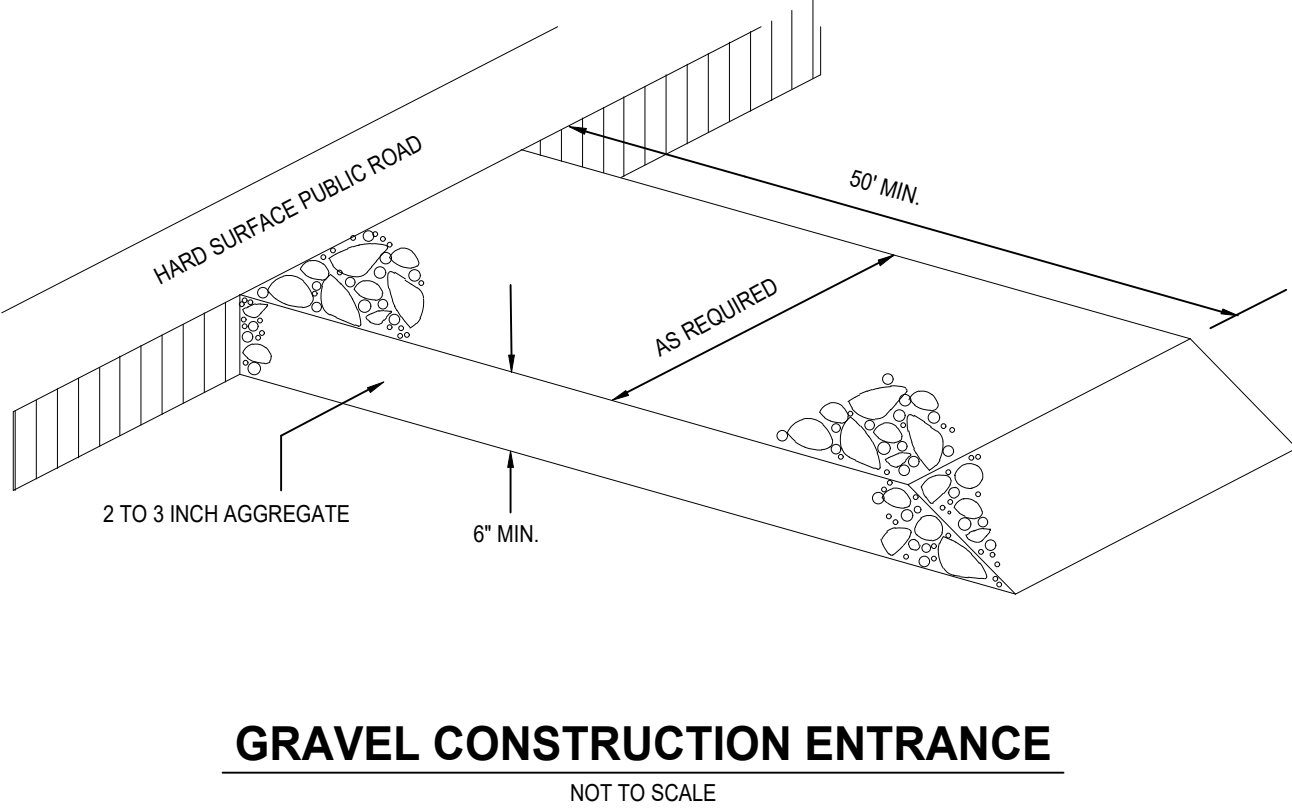 HARD SURFACE PUBLIC ROAD
50' MIN.
AS REQUIRED
2 TO 3 INCH AGGREGATE
6" MIN.
GRAVEL CONSTRUCTION ENTRANCE
NOT TO SCALE